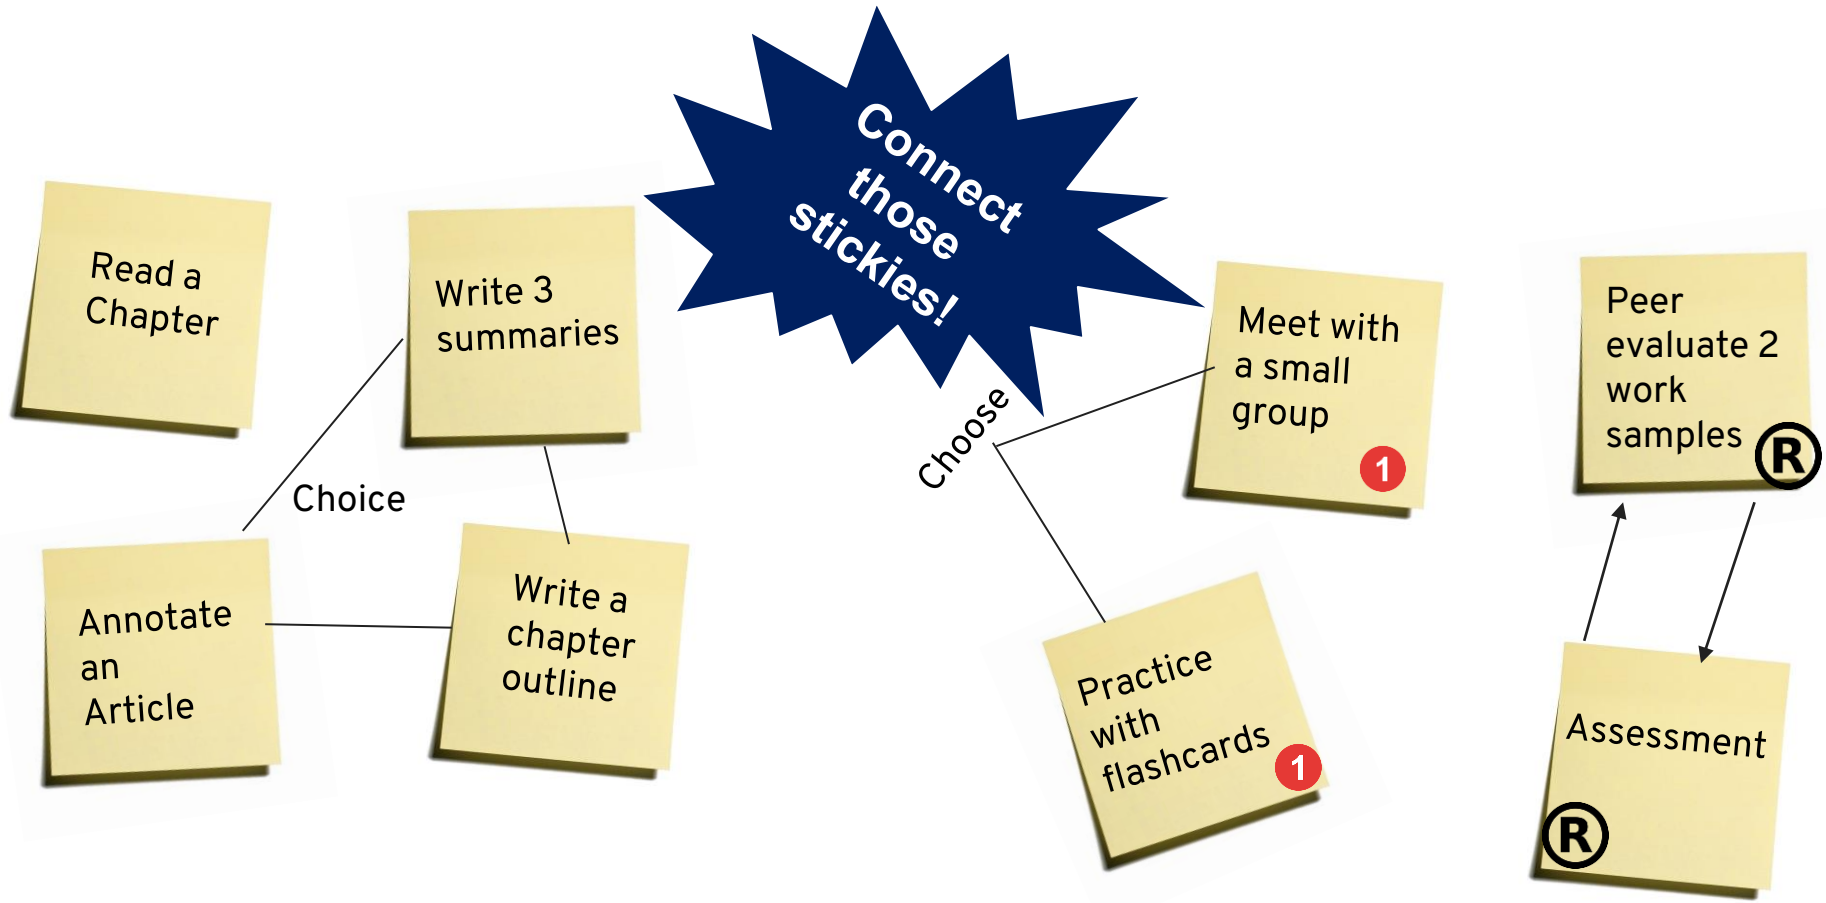 Connect
those
stickies!
Read a
Chapter
Write 3
summaries
Choice
Annotate
an
Article
Write a
chapter
outline
Choose
Meet with
a small
group
1
Practice
with
flashcards
1
Peer
evaluate 2
work
samples
®
Assessment
®